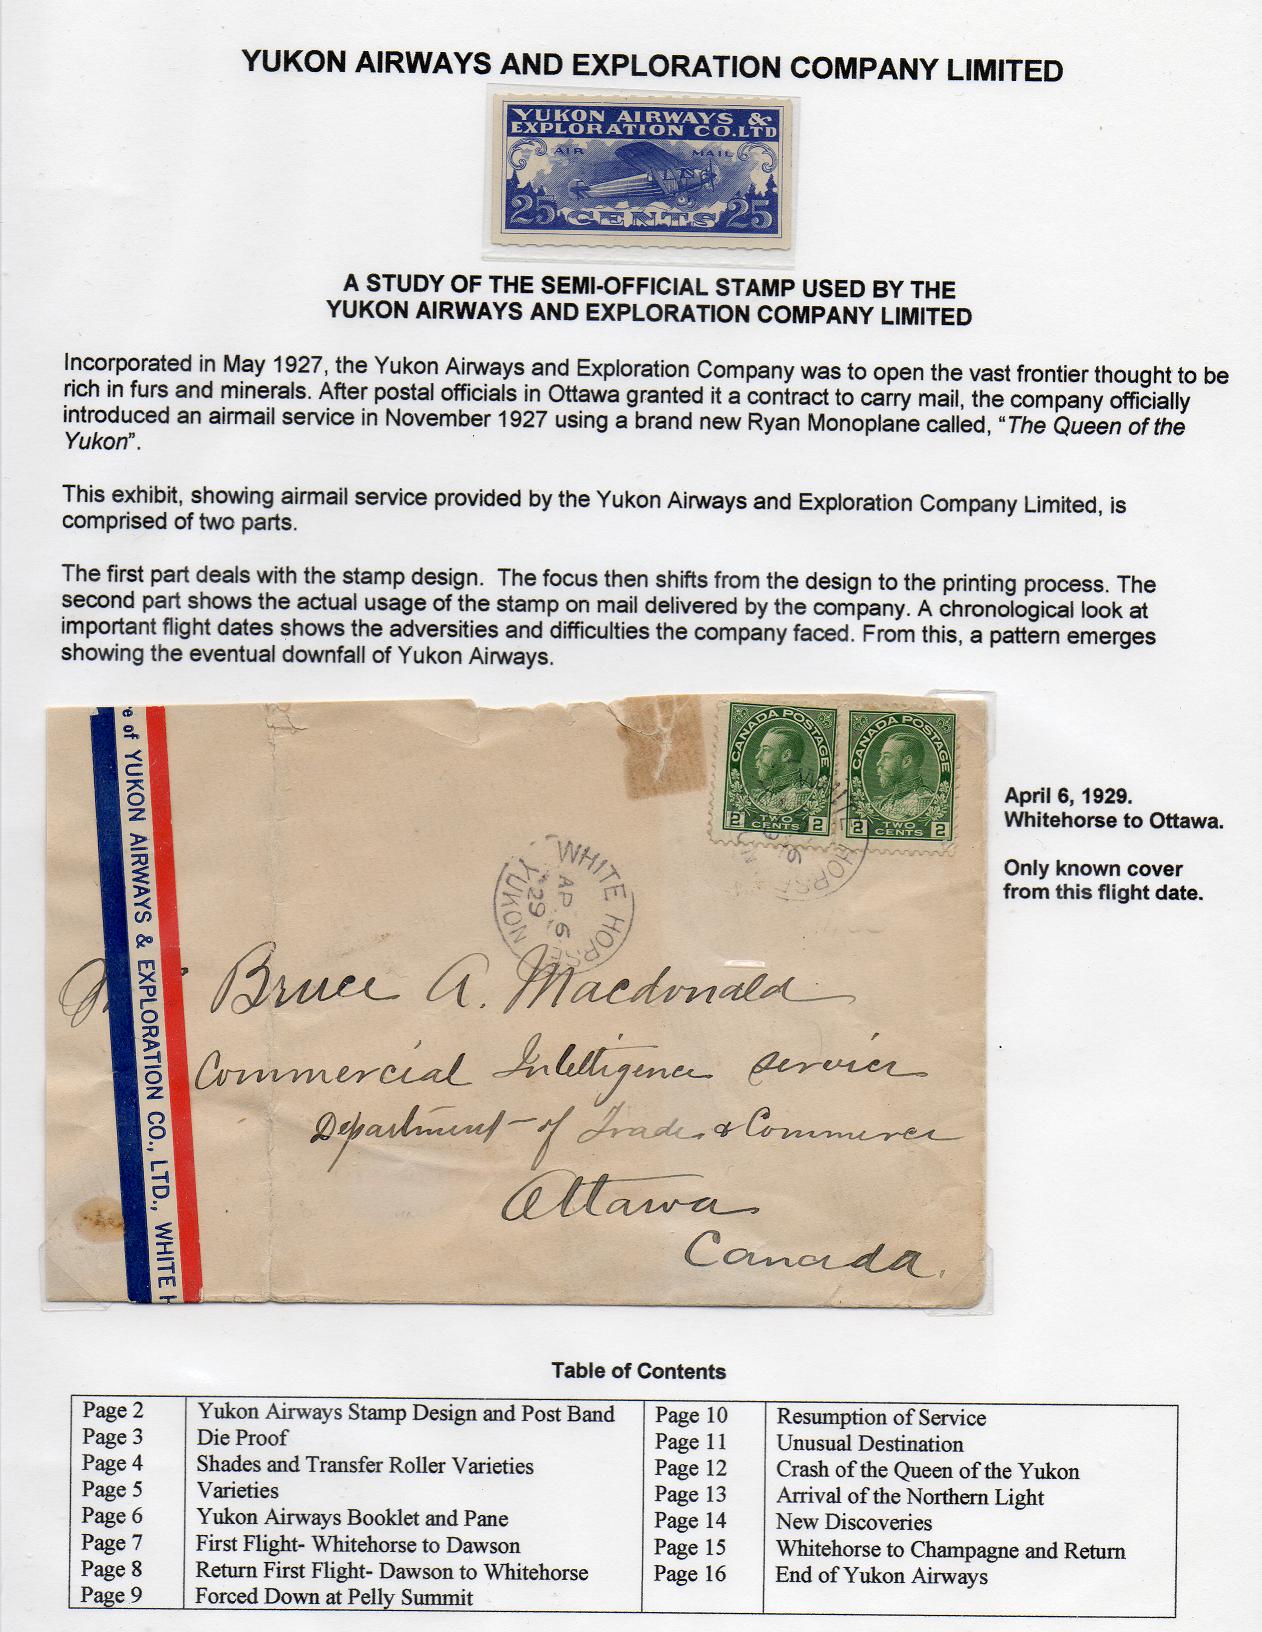 YUKON AIRWAYS AND EXPLORATION COMPANY LIMITED
YUKON AIRWAYS &
EXPLORATION CO. LTD
AIR MAIL
25 CENTS 25
A STUDY OF THE SEMI-OFFICIAL STAMP USED BY THE
YUKON AIRWAYS AND EXPLORATION COMPANY LIMITED
Incorporated in May 1927, the Yukon Airways and Exploration Company was to open the vast frontier thought to be
rich in furs and minerals. After postal officials in Ottawa granted it a contract to carry mail, the company officially
introduced an airmail service in November 1927 using a brand new Ryan Monoplane called, “The Queen of the
Yukon”.
This exhibit, showing airmail service provided by the Yukon Airways and Exploration Company Limited, is
comprised of two parts.
The first part deals with the stamp design. The focus then shifts from the design to the printing process. The
second part shows the actual usage of the stamp on mail delivered by the company. A chronological look at
important flight dates shows the adversities and difficulties the company faced. From this, a pattern emerges
showing the eventual downfall of Yukon Airways.
e of YUKON AIRWAYS & EXPLORATION CO., LTD., WHITE H
CANADA POSTAGE
2 TWO CENTS 2
CANADA POSTAGE
2 TWO CENTS 2
WHITE HORSE
AP 6
29
YUKON
Bruce A. Macdonald
Commercial Intelligence Service
Department of Trade & Commerce
Ottawa
Canada.
April 6, 1929.
Whitehorse to Ottawa.
Only known cover
from this flight date.
Table of Contents
Page 2 Yukon Airways Stamp Design and Post Band
Page 3 Die Proof
Page 4 Shades and Transfer Roller Varieties
Page 5 Varieties
Page 6 Yukon Airways Booklet and Pane
Page 7 First Flight- Whitehorse to Dawson
Page 8 Return First Flight- Dawson to Whitehorse
Page 9 Forced Down at Pelly Summit
Page 10 Resumption of Service
Page 11 Unusual Destination
Page 12 Crash of the Queen of the Yukon
Page 13 Arrival of the Northern Light
Page 14 New Discoveries
Page 15 Whitehorse to Champagne and Return
Page 16 End of Yukon Airways